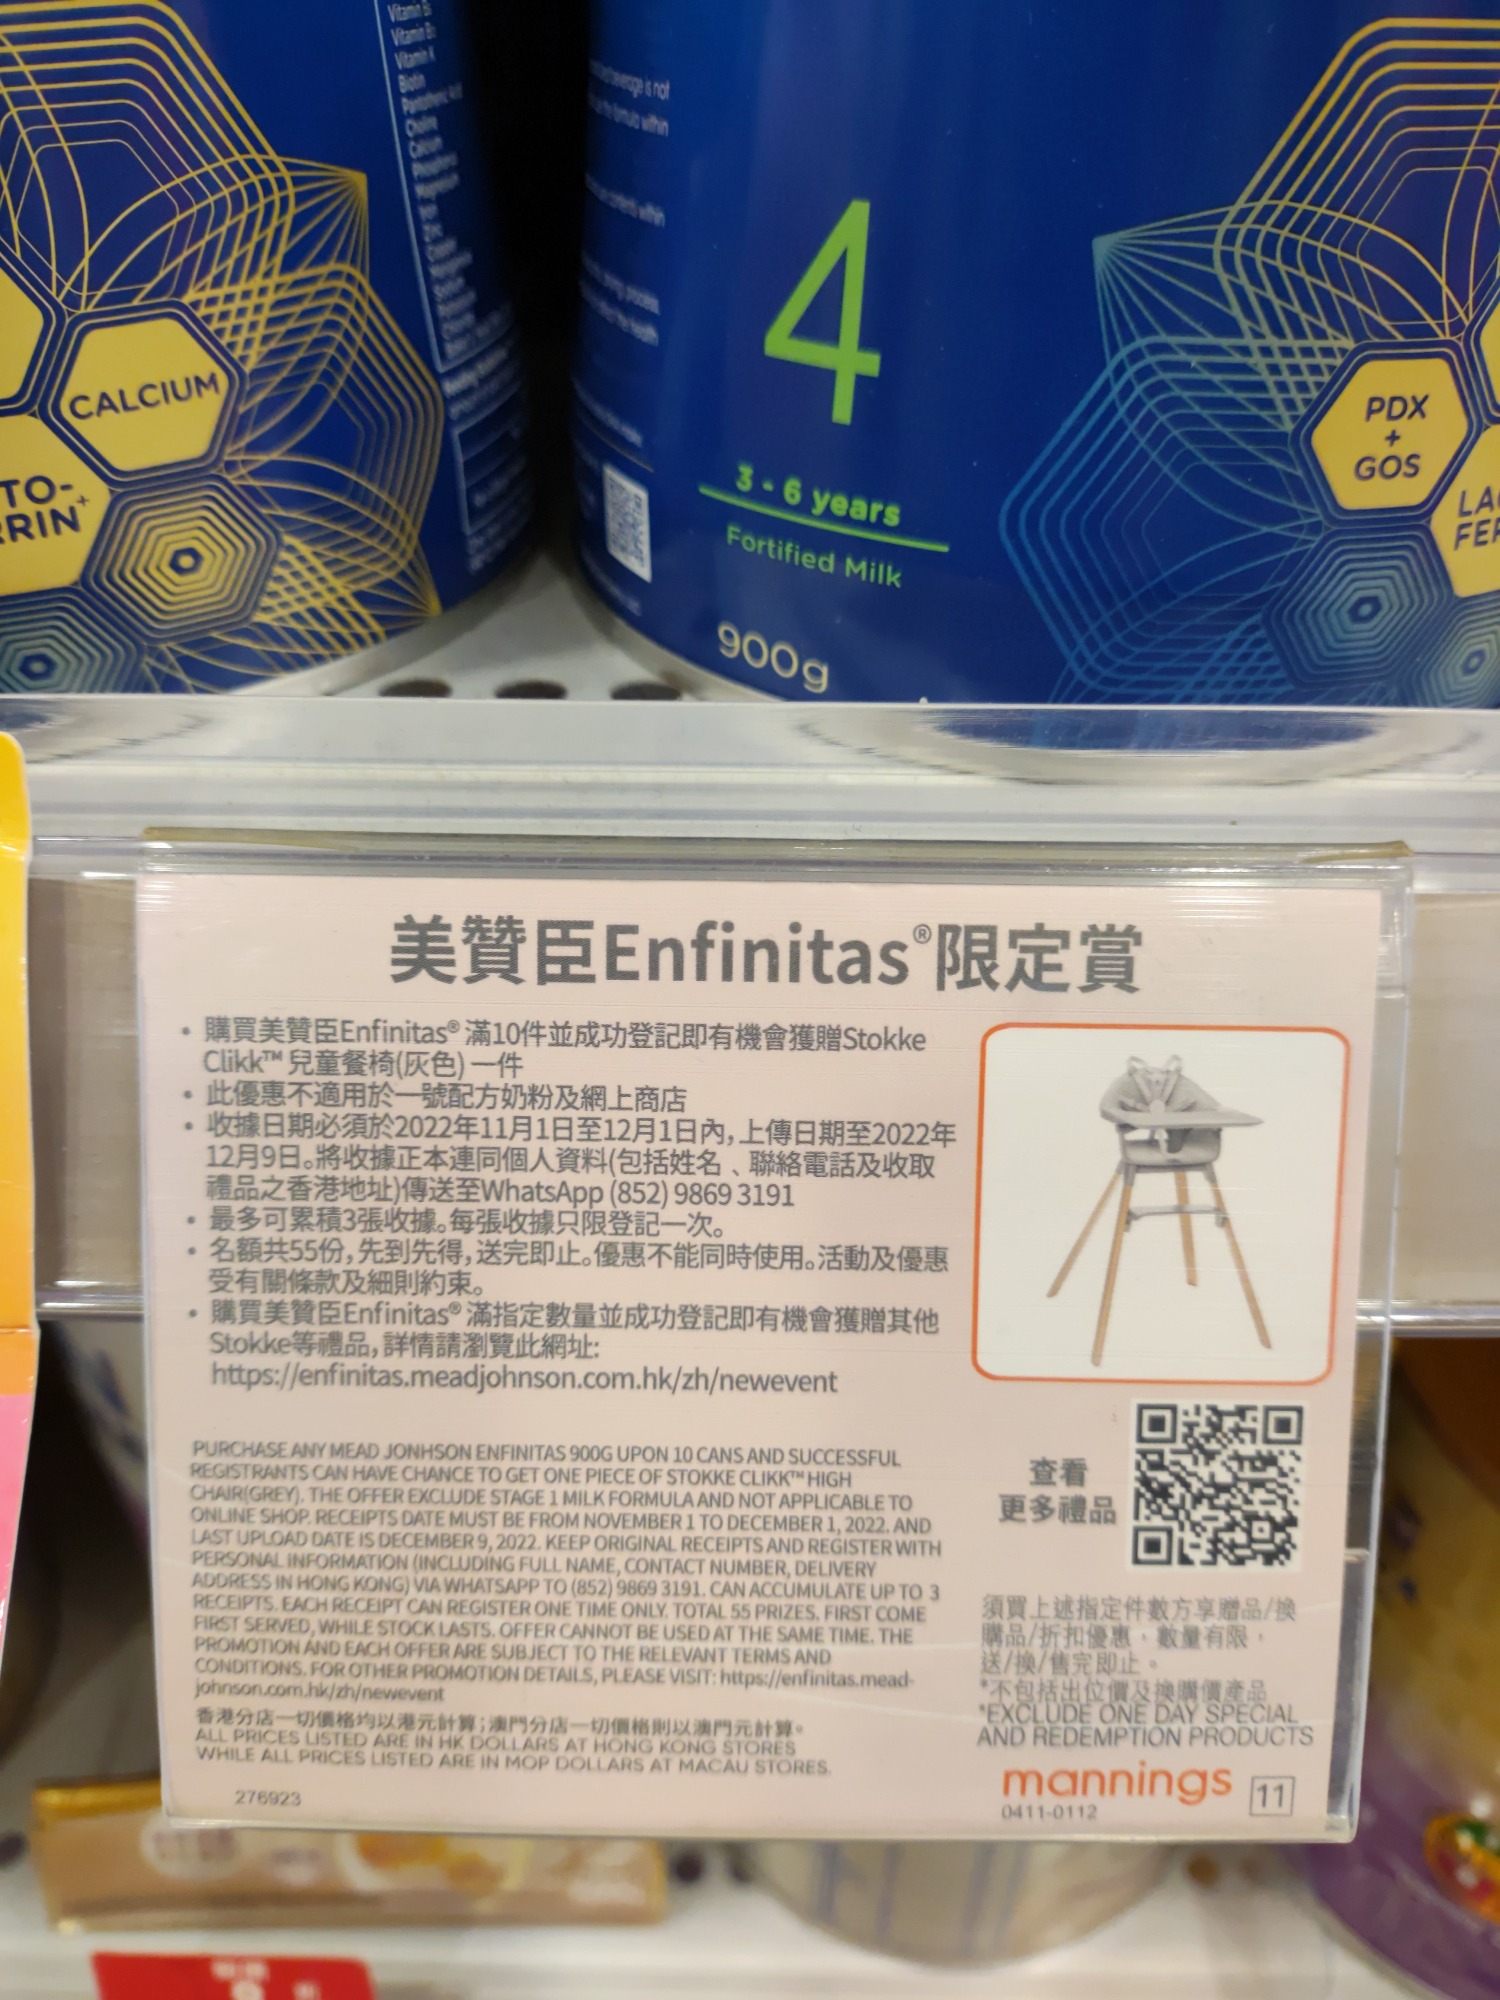 Vitamin K
Biotin
Choline
Calcium
CALCIUM
TO-
RRIN+
4
3 - 6 years
Fortified Milk
900g
PDX
+
GOS
LA
FER
美贊臣Enfinitas®限定賞
• 購買美贊臣Enfinitas® 滿10件並成功登記即有機會獲贈Stokke
Clikk™ 兒童餐椅(灰色) 一件
• 此優惠不適用於一號配方奶粉及網上商店
• 收據日期必須於2022年11月1日至12月1日內，上傳日期至2022年
12月9日。將收據正本連同個人資料(包括姓名、聯絡電話及收取
禮品之香港地址)傳送至WhatsApp (852) 9869 3191
• 最多可累積3張收據。每張收據只限登記一次。
• 名額共55份，先到先得，送完即止。優惠不能同時使用。活動及優惠
受有關條款及細則約束。
• 購買美贊臣Enfinitas® 滿指定數量並成功登記即有機會獲贈其他
Stokke等禮品，詳情請瀏覽此網址:
https://enfinitas.meadjohnson.com.hk/zh/newevent
PURCHASE ANY MEAD JONHSON ENFINITAS 900G UPON 10 CANS AND SUCCESSFUL
REGISTRANTS CAN HAVE CHANCE TO GET ONE PIECE OF STOKKE CLIKK™ HIGH
CHAIR(GREY). THE OFFER EXCLUDE STAGE 1 MILK FORMULA AND NOT APPLICABLE TO
ONLINE SHOP. RECEIPTS DATE MUST BE FROM NOVEMBER 1 TO DECEMBER 1, 2022. AND
LAST UPLOAD DATE IS DECEMBER 9, 2022. KEEP ORIGINAL RECEIPTS AND REGISTER WITH
PERSONAL INFORMATION (INCLUDING FULL NAME, CONTACT NUMBER, DELIVERY
ADDRESS IN HONG KONG) VIA WHATSAPP TO (852) 9869 3191. CAN ACCUMULATE UP TO 3
RECEIPTS. EACH RECEIPT CAN REGISTER ONE TIME ONLY. TOTAL 55 PRIZES. FIRST COME
FIRST SERVED, WHILE STOCK LASTS. OFFER CANNOT BE USED AT THE SAME TIME. THE
PROMOTION AND EACH OFFER ARE SUBJECT TO THE RELEVANT TERMS AND
CONDITIONS. FOR OTHER PROMOTION DETAILS, PLEASE VISIT: https://enfinitas.mead-
johnson.com.hk/zh/newevent
香港分店一切價格均以港元計算；澳門分店一切價格則以澳門元計算。
ALL PRICES LISTED ARE IN HK DOLLARS AT HONG KONG STORES
WHILE ALL PRICES LISTED ARE IN MOP DOLLARS AT MACAU STORES.
276923
查看
更多禮品
須買上述指定件數方享贈品/換
購品/折扣優惠，數量有限，
送/換/售完即止。
*不包括出位價及換購價產品
*EXCLUDE ONE DAY SPECIAL
AND REDEMPTION PRODUCTS
mannings
0411-0112
11